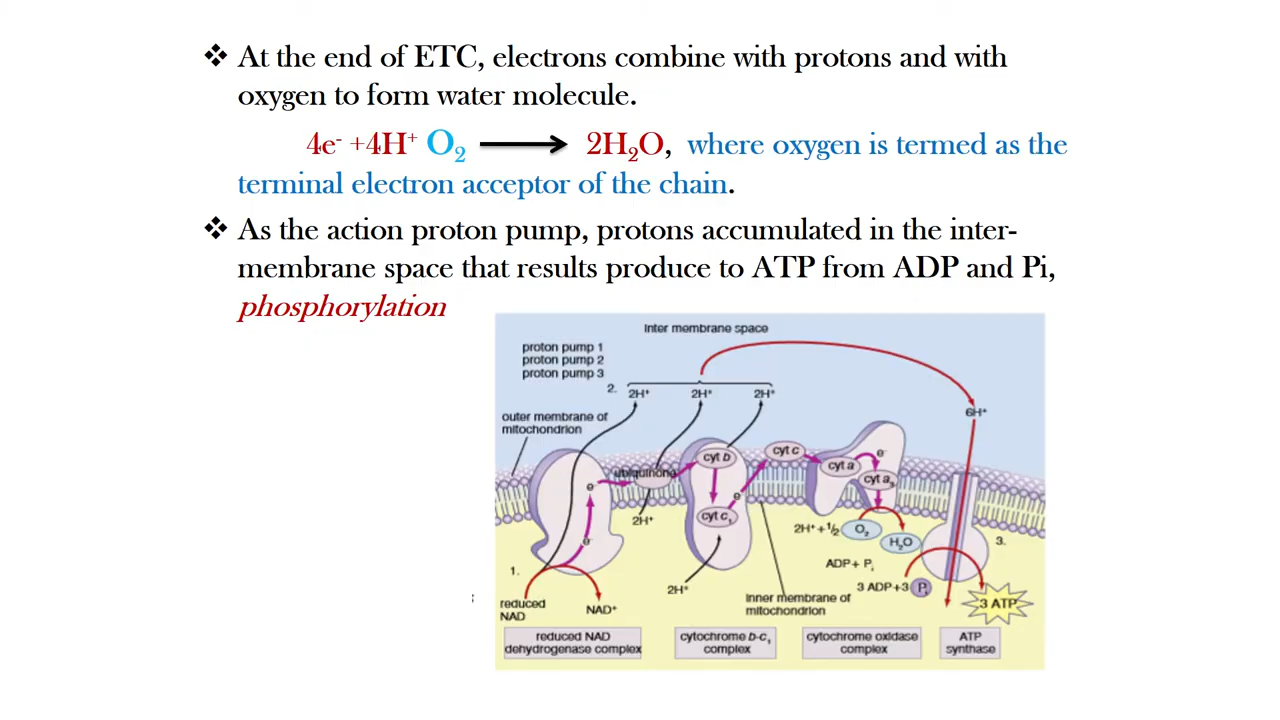 ❖ At the end of ETC, electrons combine with protons and with
oxygen to form water molecule.
4e⁻ +4H⁺ O₂ ⟶ 2H₂O, where oxygen is termed as the
terminal electron acceptor of the chain.
❖ As the action proton pump, protons accumulated in the inter-
membrane space that results produce to ATP from ADP and Pi,
phosphorylation
Inter membrane space
proton pump 1
proton pump 2
proton pump 3
2.
2H⁺ 2H⁺ 2H⁺
6H⁺
outer membrane of
mitochondrion
ubiquinone
cyt b
cyt c
cyt a
e⁻
cyt a₃
e⁻
e⁻
cyt c₁
2H⁺
2H⁺ + ½
O₂
H₂O
e⁻
3.
1.
ADP + Pᵢ
3 ADP+3 Pᵢ
2H⁺
reduced
NAD
NAD⁺
inner membrane of
mitochondrion
3 ATP
reduced NAD
dehydrogenase complex
cytochrome b-c₁
complex
cytochrome oxidase
complex
ATP
synthase